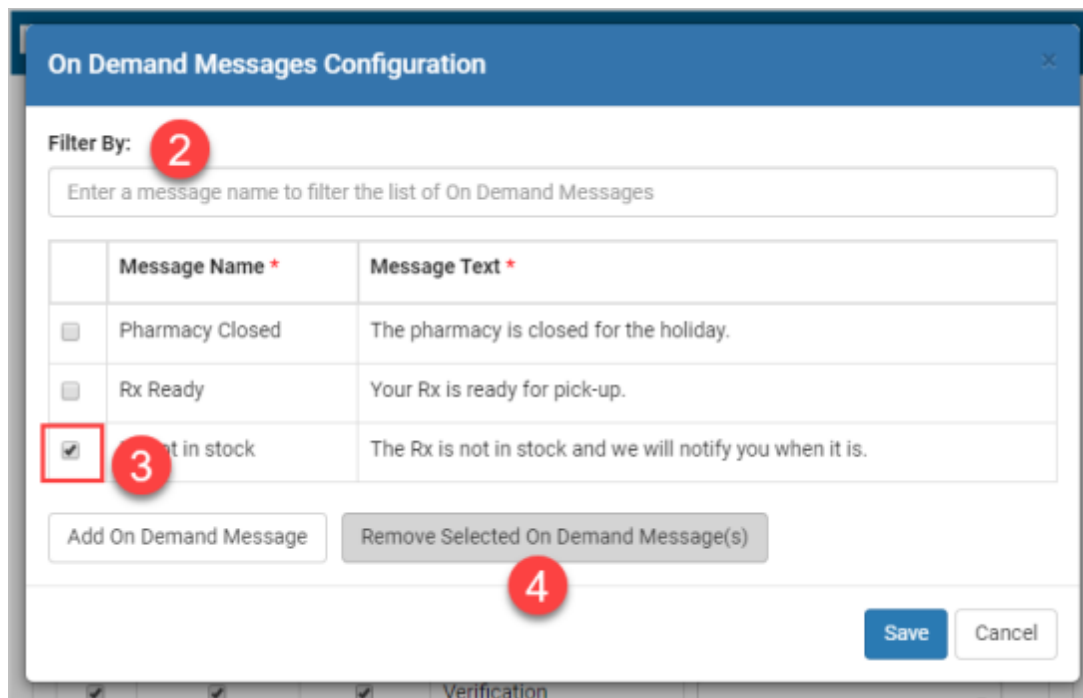 On Demand Messages Configuration ×
Filter By: 2
Enter a message name to filter the list of On Demand Messages
Message Name * Message Text *
Pharmacy Closed The pharmacy is closed for the holiday.
Rx Ready Your Rx is ready for pick-up.
3 in stock The Rx is not in stock and we will notify you when it is.
Add On Demand Message Remove Selected On Demand Message(s)
4
Save Cancel
Verification